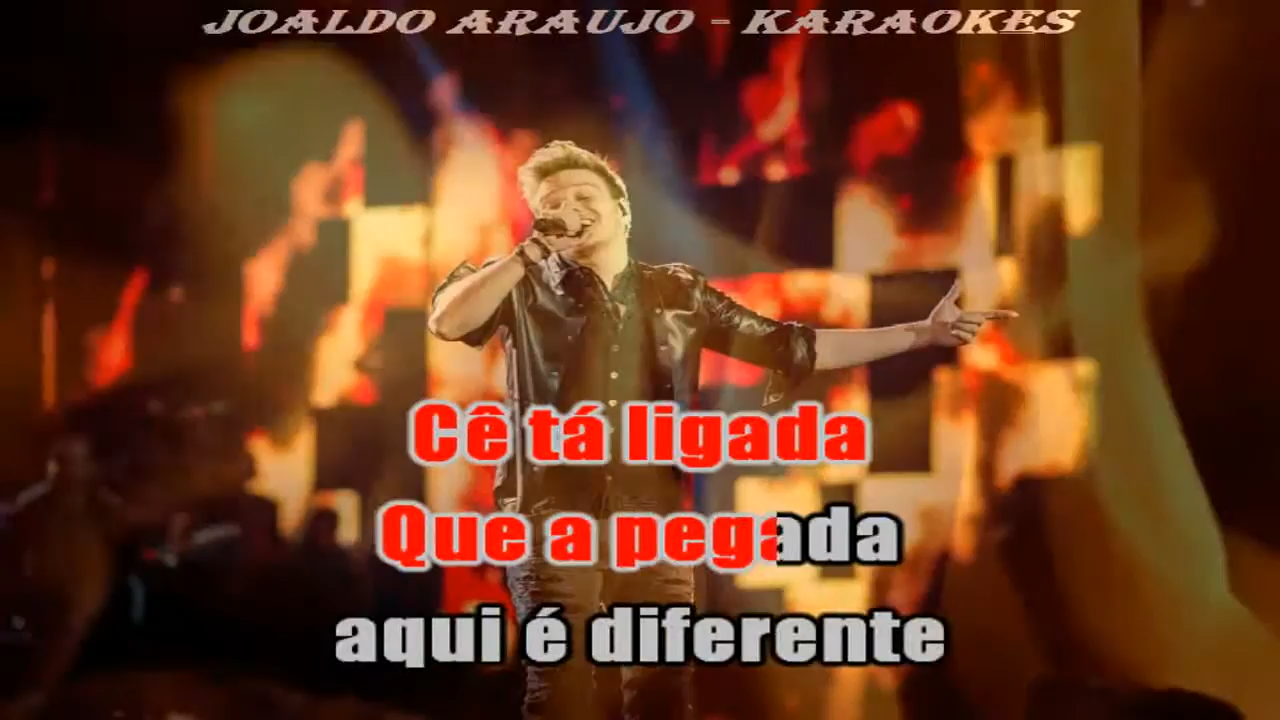 JOALDO ARAUJO - KARAOKES
Cê tá ligada
Que a pegada
aqui é diferente